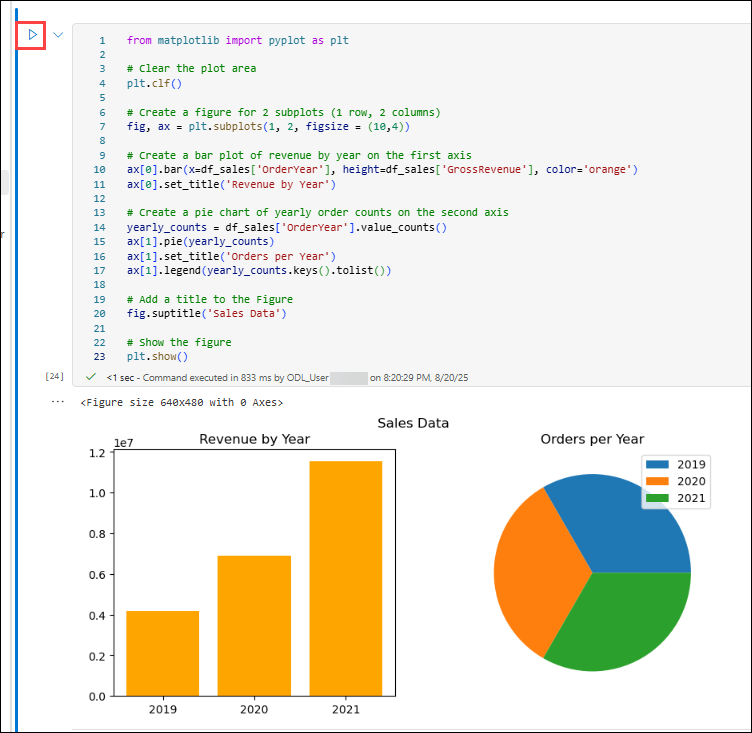 1 from matplotlib import pyplot as plt
2
3 # Clear the plot area
4 plt.clf()
5
6 # Create a figure for 2 subplots (1 row, 2 columns)
7 fig, ax = plt.subplots(1, 2, figsize = (10,4))
8
9 # Create a bar plot of revenue by year on the first axis
10 ax[0].bar(x=df_sales['OrderYear'], height=df_sales['GrossRevenue'], color='orange')
11 ax[0].set_title('Revenue by Year')
12
13 # Create a pie chart of yearly order counts on the second axis
14 yearly_counts = df_sales['OrderYear'].value_counts()
15 ax[1].pie(yearly_counts)
16 ax[1].set_title('Orders per Year')
17 ax[1].legend(yearly_counts.keys().tolist())
18
19 # Add a title to the Figure
20 fig.suptitle('Sales Data')
21
22 # Show the figure
23 plt.show()
[24] <1 sec - Command executed in 833 ms by ODL_User on 8:20:29 PM, 8/20/25
... <Figure size 640x480 with 0 Axes>
Sales Data
Revenue by Year
1e7
1.2
1.0
0.8
0.6
0.4
0.2
0.0
2019 2020 2021
Orders per Year
2019
2020
2021
r